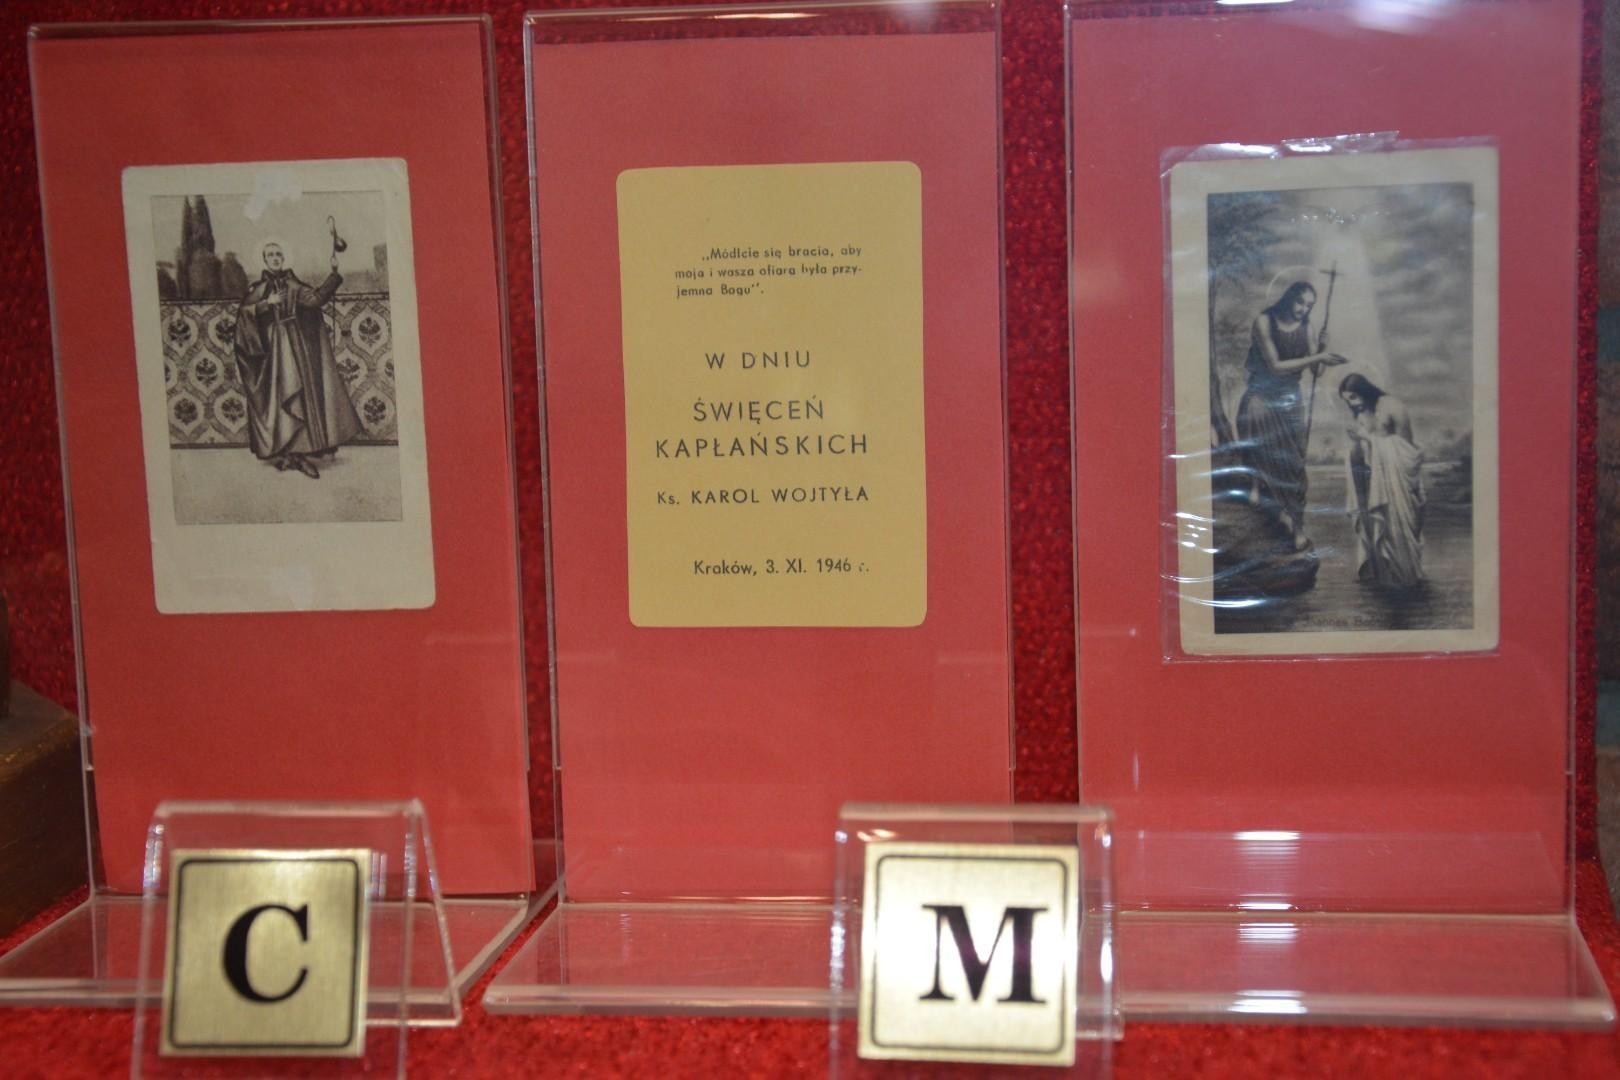 „Módlcie się bracia, aby
moja i wasza ofiara była przy-
jemna Bogu”.
W DNIU
ŚWIĘCEŃ
KAPŁAŃSKICH
Ks. KAROL WOJTYŁA
Kraków, 3. XI. 1946 r.
C
M